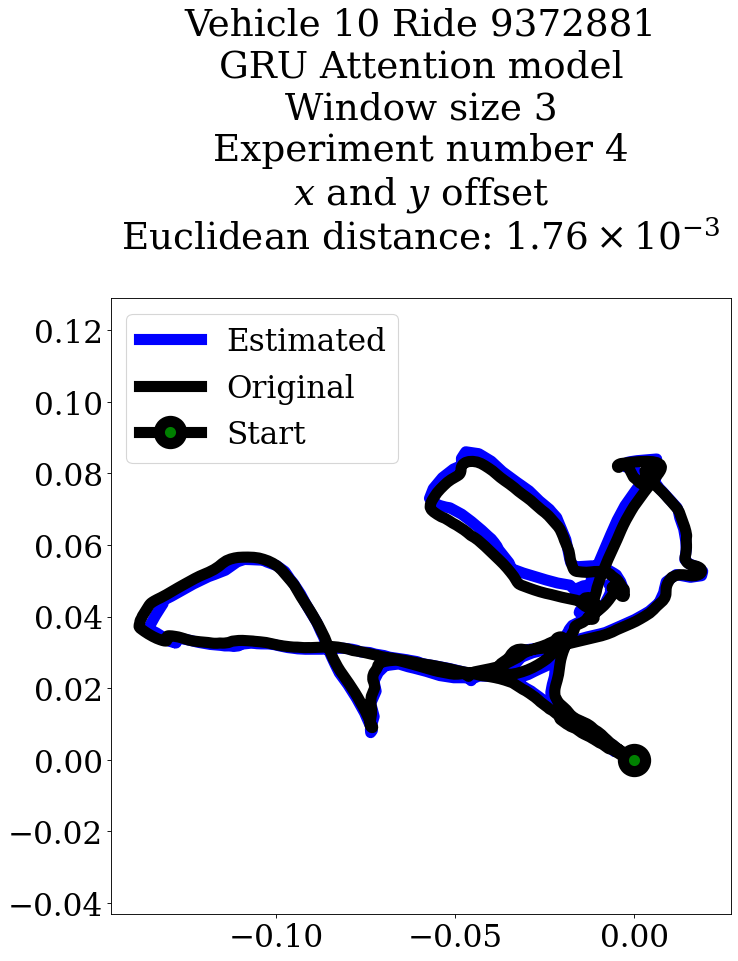 Vehicle 10 Ride 9372881
GRU Attention model
Window size 3
Experiment number 4
x and y offset
Euclidean distance: 1.76 × 10⁻³
Estimated
Original
Start
0.12
0.10
0.08
0.06
0.04
0.02
0.00
−0.02
−0.04
−0.10
−0.05
0.00